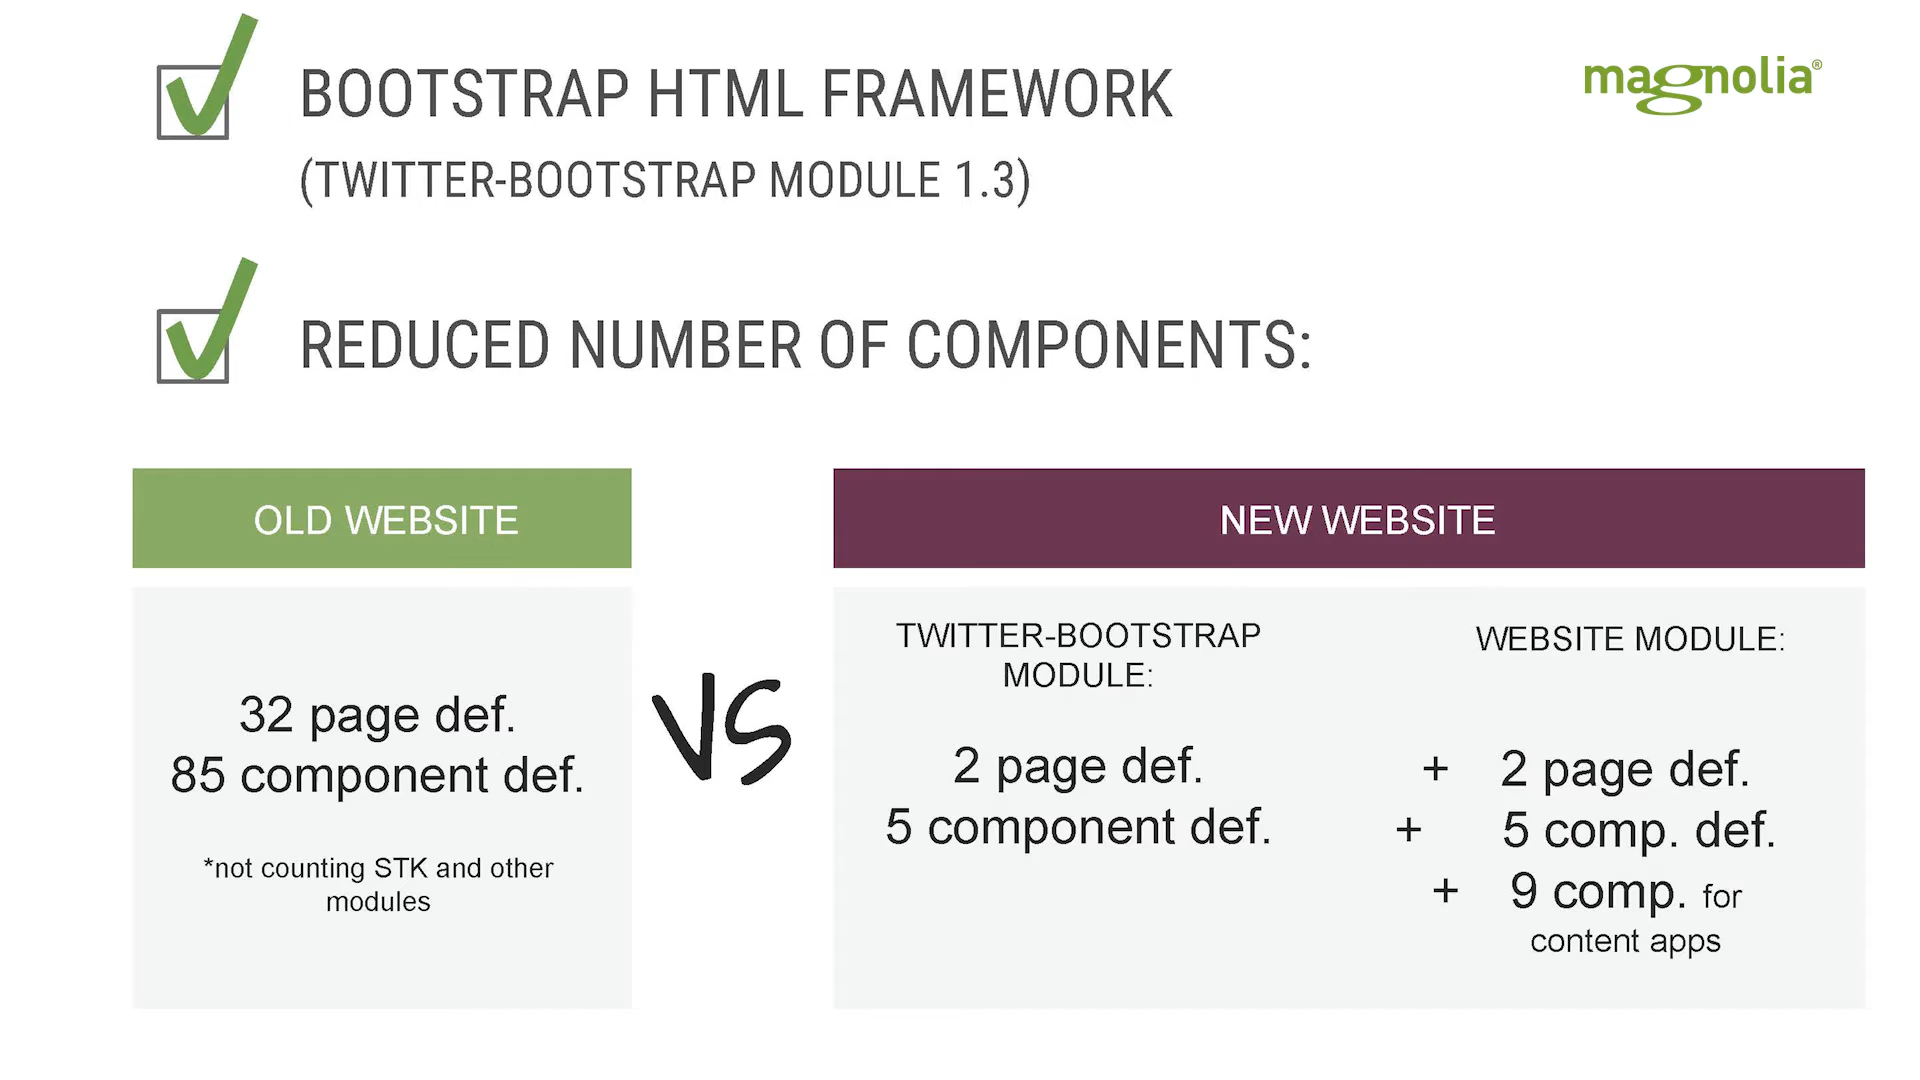 BOOTSTRAP HTML FRAMEWORK
magnolia®
(TWITTER-BOOTSTRAP MODULE 1.3)
REDUCED NUMBER OF COMPONENTS:
OLD WEBSITE
32 page def.
85 component def.
*not counting STK and other
modules
VS
NEW WEBSITE
TWITTER-BOOTSTRAP
MODULE:
2 page def.
5 component def.
WEBSITE MODULE:
+ 2 page def.
+ 5 comp. def.
+ 9 comp. for
content apps